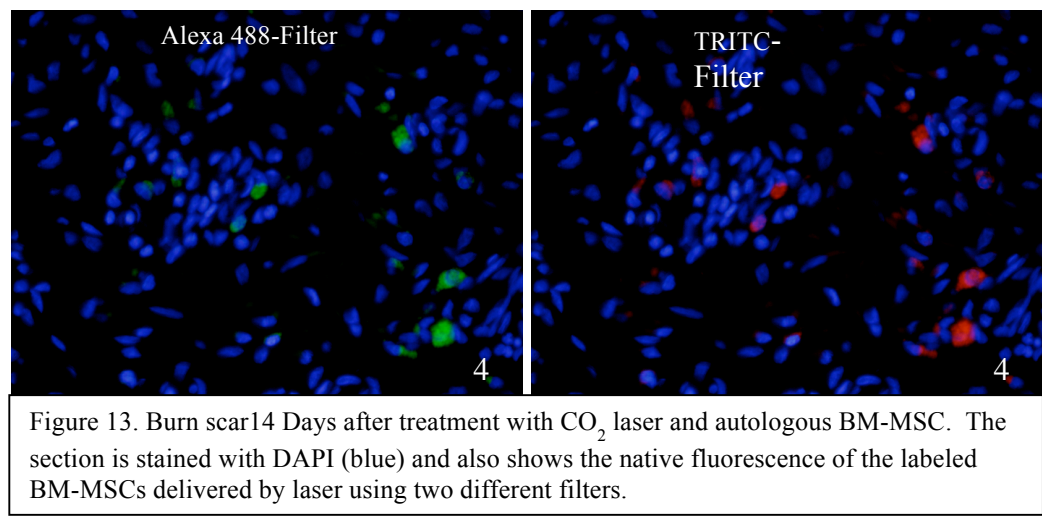 Alexa 488-Filter
TRITC-
Filter
4
4
Figure 13. Burn scar14 Days after treatment with CO2 laser and autologous BM-MSC. The
section is stained with DAPI (blue) and also shows the native fluorescence of the labeled
BM-MSCs delivered by laser using two different filters.